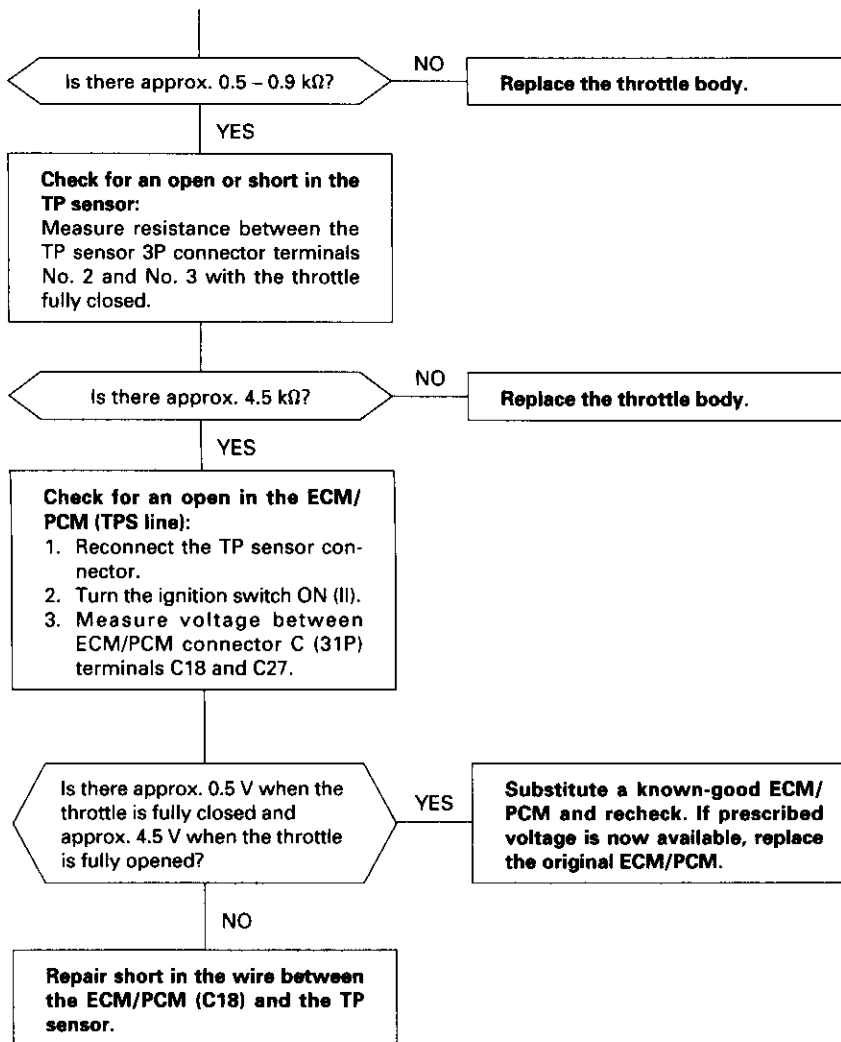 Is there approx. 0.5 – 0.9 kΩ?
NO
Replace the throttle body.
YES
Check for an open or short in the
TP sensor:
Measure resistance between the
TP sensor 3P connector terminals
No. 2 and No. 3 with the throttle
fully closed.
Is there approx. 4.5 kΩ?
NO
Replace the throttle body.
YES
Check for an open in the ECM/
PCM (TPS line):
1. Reconnect the TP sensor con-
nector.
2. Turn the ignition switch ON (II).
3. Measure voltage between
ECM/PCM connector C (31P)
terminals C18 and C27.
Is there approx. 0.5 V when the
throttle is fully closed and
approx. 4.5 V when the throttle
is fully opened?
YES
Substitute a known-good ECM/
PCM and recheck. If prescribed
voltage is now available, replace
the original ECM/PCM.
NO
Repair short in the wire between
the ECM/PCM (C18) and the TP
sensor.